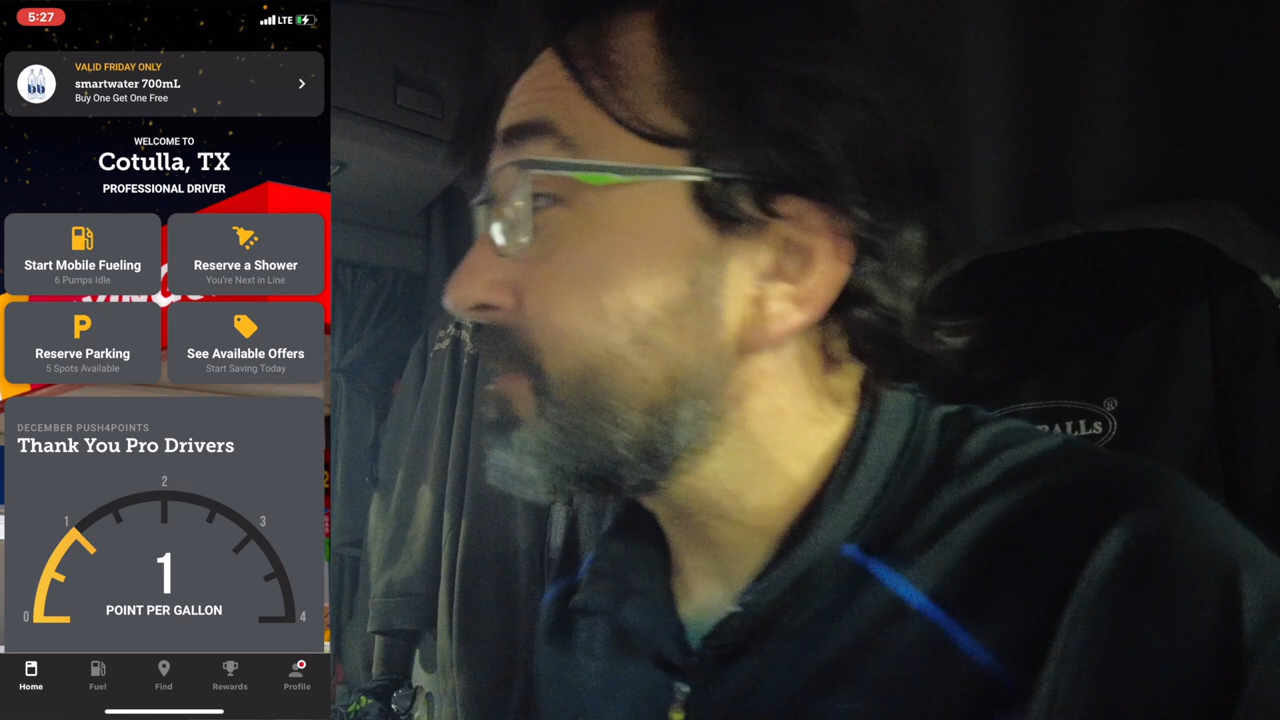 5:27
LTE
VALID FRIDAY ONLY
smartwater 700mL
Buy One Get One Free
WELCOME TO
Cotulla, TX
PROFESSIONAL DRIVER
Start Mobile Fueling
6 Pumps Idle
Reserve a Shower
You're Next in Line
P
Reserve Parking
5 Spots Available
See Available Offers
Start Saving Today
DECEMBER PUSH4POINTS
Thank You Pro Drivers
0
1
2
3
4
1
POINT PER GALLON
Home
Fuel
Find
Rewards
Profile
ALLS
®